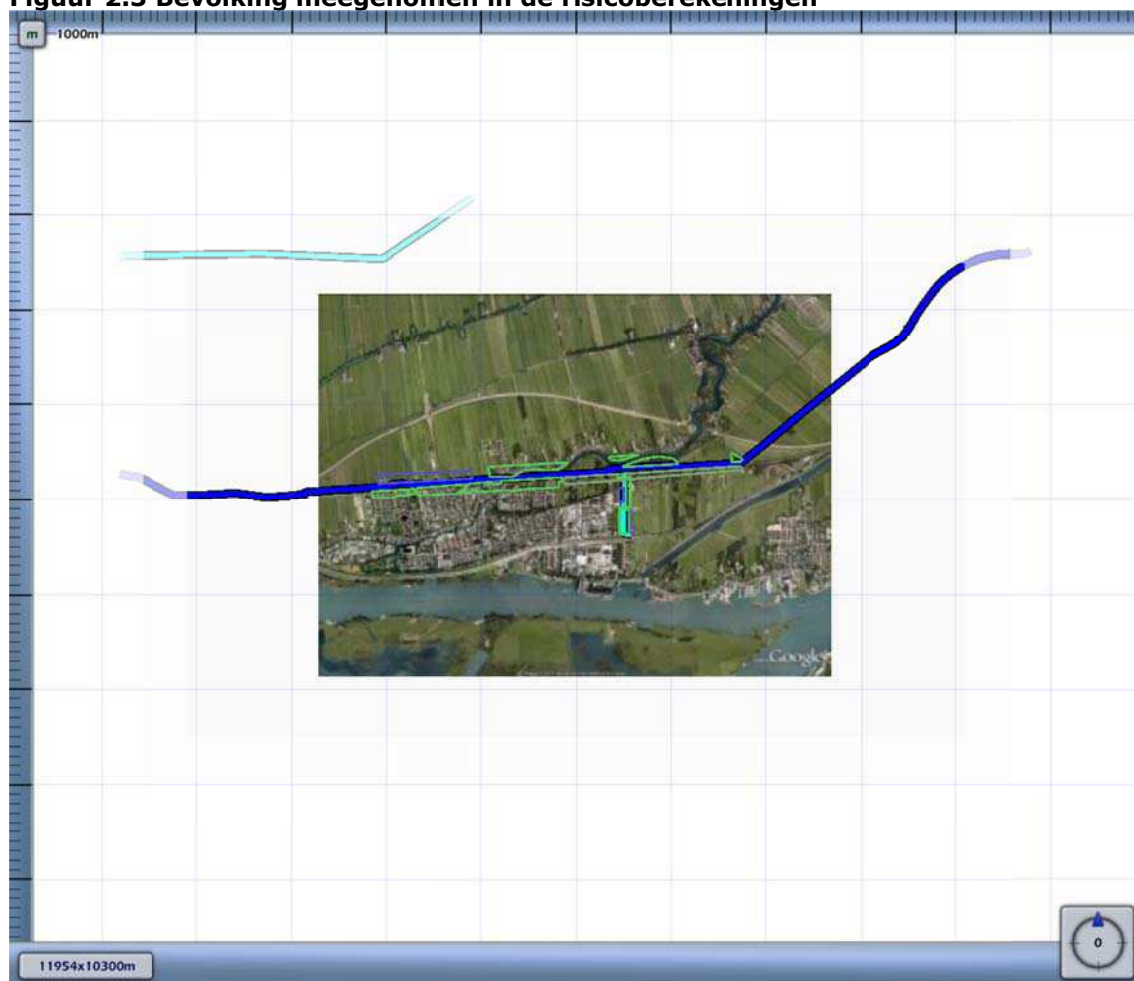 Figuur 2.3 Bevolking meegenomen in de risicoberekeningen
m 1000m
Google
0
11954x10300m